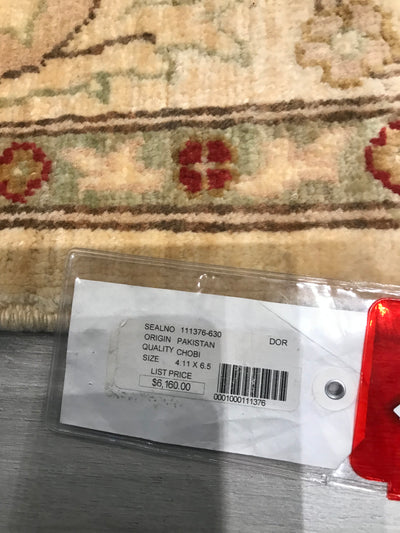 SEALNO 111376-630
ORIGIN PAKISTAN
QUALITY CHOBI
SIZE 4.11 X 6.5
LIST PRICE
$6,160.00
DOR
0001000111376